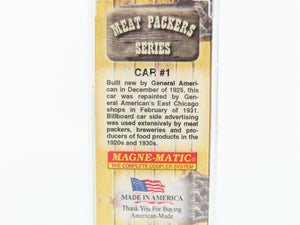 MEAT PACKERS
SERIES
CAR #1
Built new by General Ameri-
can in December of 1925, this
car was repainted by Gen-
eral American's East Chicago
shops in February of 1931.
Billboard car side advertising
was used extensively by meat
packers, breweries and pro-
ducers of food products in the
1920s and 1930s.
MAGNE-MATIC®
THE COMPLETE COUPLER SYSTEM
MADE IN AMERICA
Thank You For Buying
American-Made